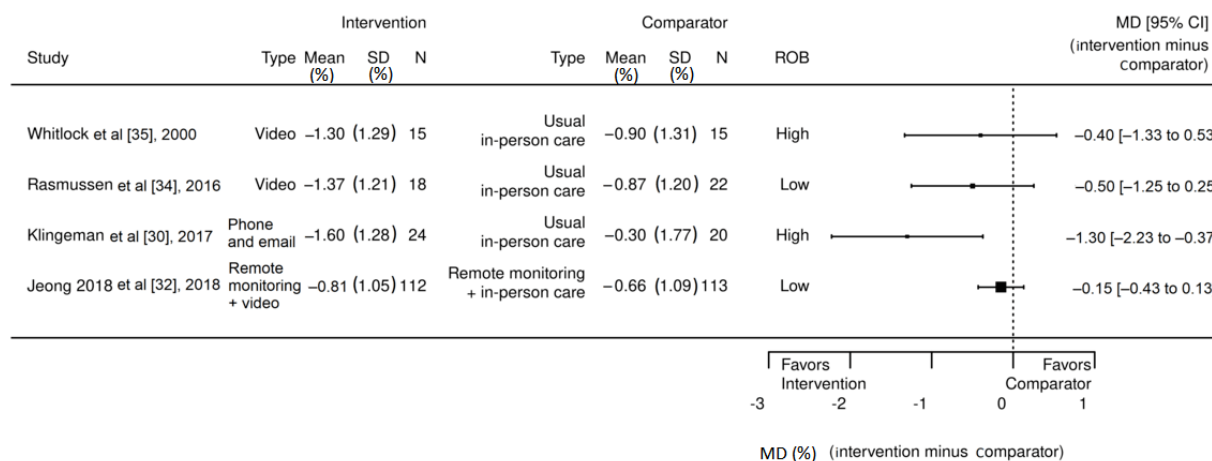 Intervention Comparator MD [95% CI]
Study Type Mean (%) SD (%) N Type Mean (%) SD (%) N ROB (intervention minus comparator)
Whitlock et al [35], 2000 Video −1.30 (1.29) 15 Usual in-person care −0.90 (1.31) 15 High −0.40 [−1.33 to 0.53
Rasmussen et al [34], 2016 Video −1.37 (1.21) 18 Usual in-person care −0.87 (1.20) 22 Low −0.50 [−1.25 to 0.25
Klingeman et al [30], 2017 Phone and email −1.60 (1.28) 24 Usual in-person care −0.30 (1.77) 20 High −1.30 [−2.23 to −0.37
Jeong 2018 et al [32], 2018 Remote monitoring + video −0.81 (1.05) 112 Remote monitoring + in-person care −0.66 (1.09) 113 Low −0.15 [−0.43 to 0.13
Favors Intervention Favors Comparator
-3 -2 -1 0 1
MD (%) (intervention minus comparator)